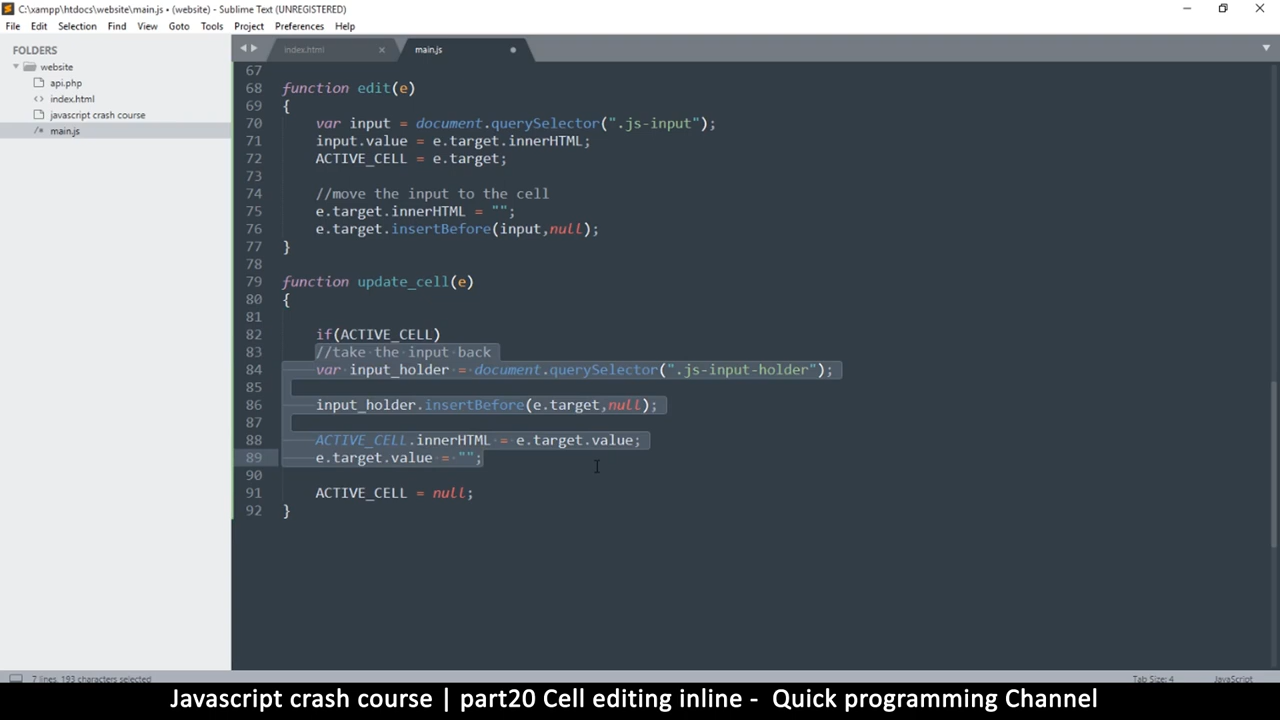 C:\xampp\htdocs\website\main.js • (website) - Sublime Text (UNREGISTERED)
File Edit Selection Find View Goto Tools Project Preferences Help
FOLDERS
website
api.php
<> index.html
javascript crash course
/* main.js
index.html
main.js
67
68 function edit(e)
69 {
70 var input = document.querySelector(".js-input");
71 input.value = e.target.innerHTML;
72 ACTIVE_CELL = e.target;
73
74 //move the input to the cell
75 e.target.innerHTML = "";
76 e.target.insertBefore(input,null);
77 }
78
79 function update_cell(e)
80 {
81
82 if(ACTIVE_CELL)
83 //take the input back
84 var input_holder = document.querySelector(".js-input-holder");
85
86 input_holder.insertBefore(e.target,null);
87
88 ACTIVE_CELL.innerHTML = e.target.value;
89 e.target.value = "";
90
91 ACTIVE_CELL = null;
92 }
7 lines, 193 characters selected
Tab Size: 4
JavaScript
Javascript crash course | part20 Cell editing inline - Quick programming Channel